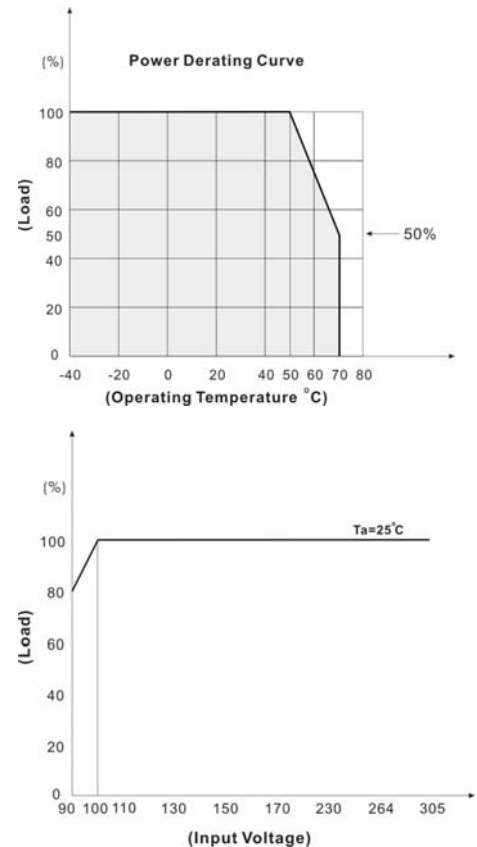 Power Derating Curve
(%)
100
80
60
50
40
20
0
(Load)
50%
-40 -20 0 20 40 50 60 70 80
(Operating Temperature °C)
(%)
Ta=25°C
100
80
60
40
20
0
(Load)
90 100 110 130 150 170 230 264 305
(Input Voltage)